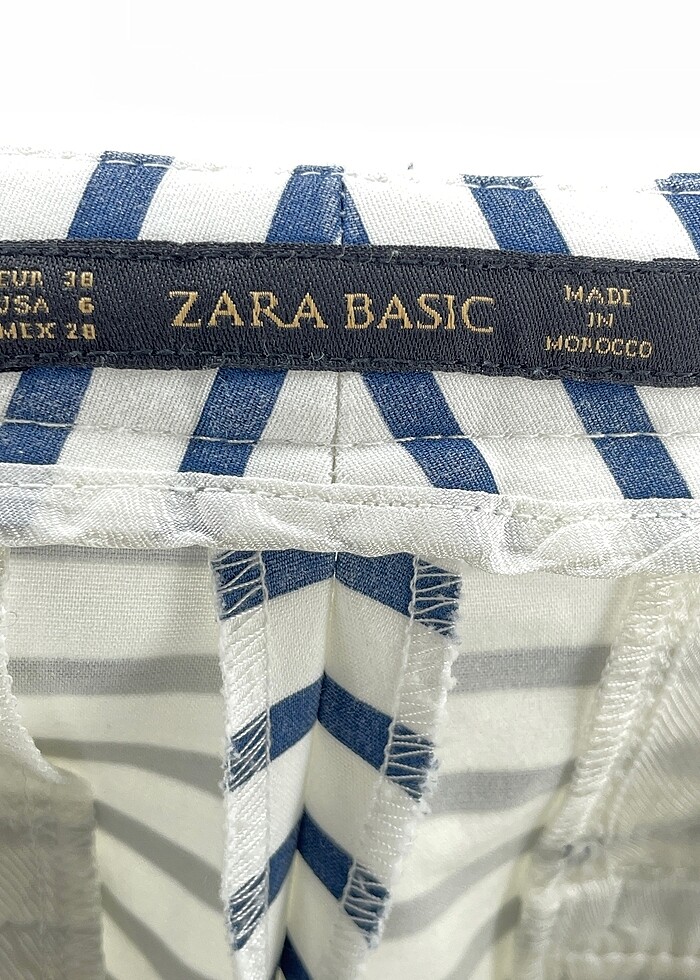 EUR 38
USA 6
MEX 28
ZARA BASIC
MADE
IN
MOROCCO